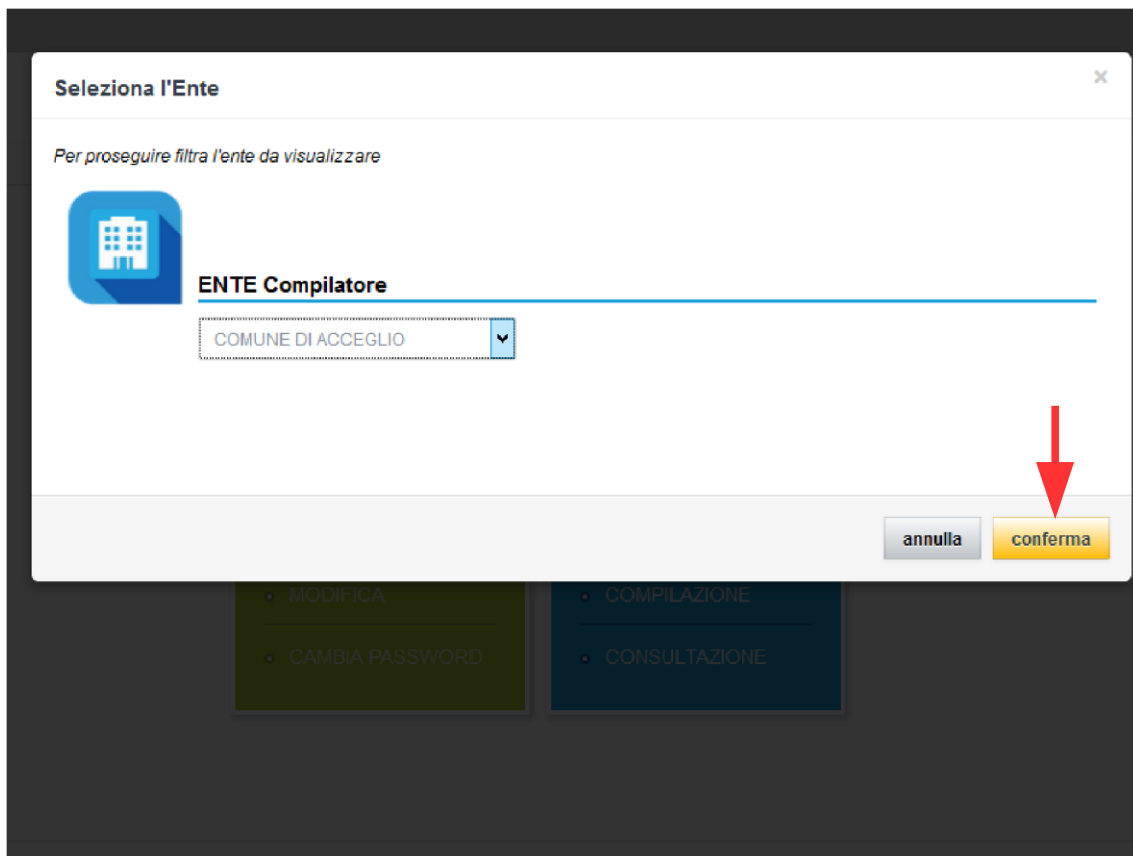 Seleziona l'Ente
×
Per proseguire filtra l'ente da visualizzare
ENTE Compilatore
COMUNE DI ACCEGLIO
annulla conferma
MODIFICA
COMPILAZIONE
CAMBIA PASSWORD
CONSULTAZIONE